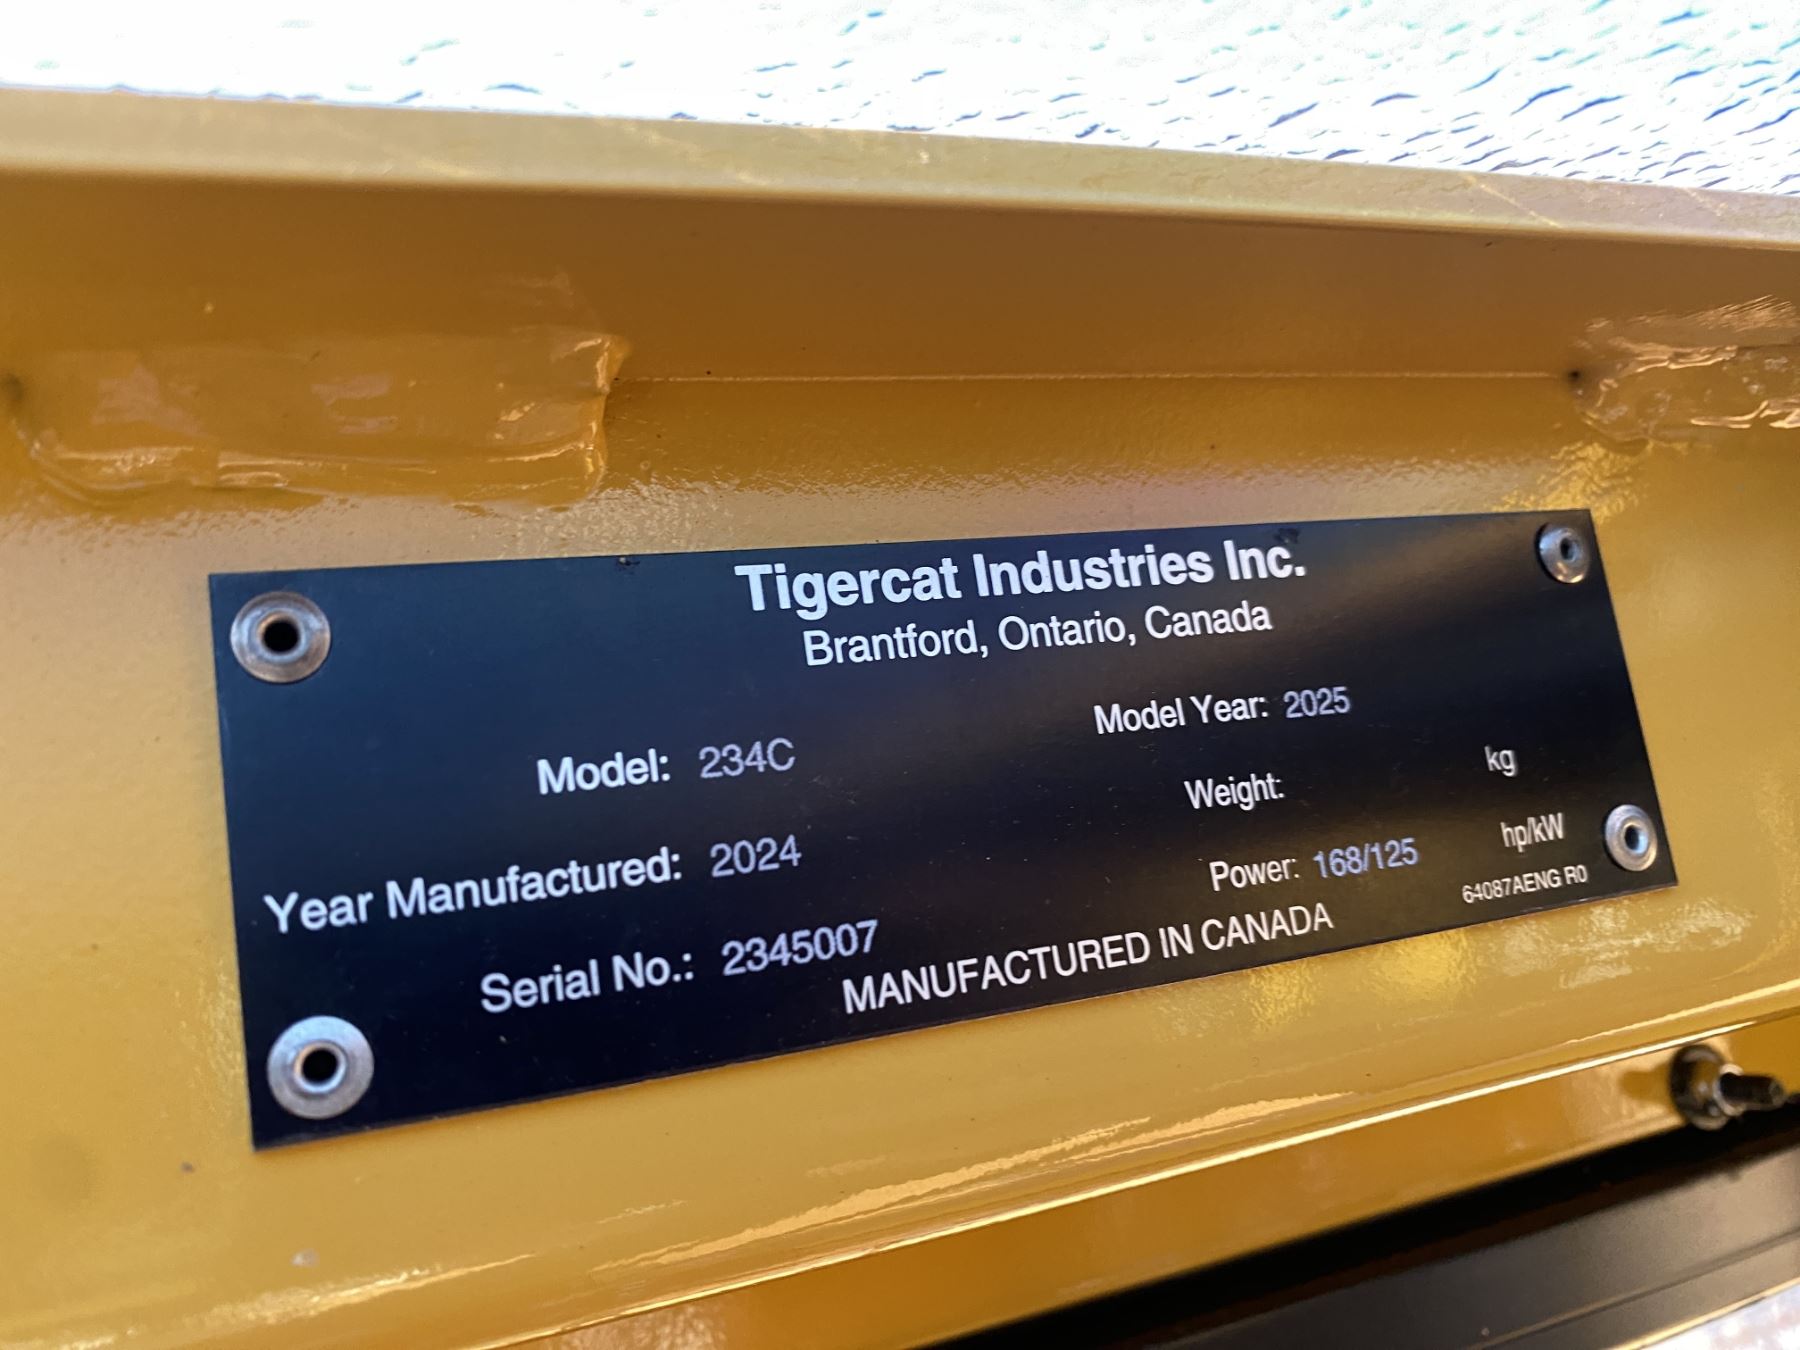 Tigercat Industries Inc.
Brantford, Ontario, Canada
Model: 234C
Model Year: 2025
Year Manufactured: 2024
Weight: kg
Serial No.: 2345007
Power: 168/125 hp/kW
MANUFACTURED IN CANADA
64087AENG R0